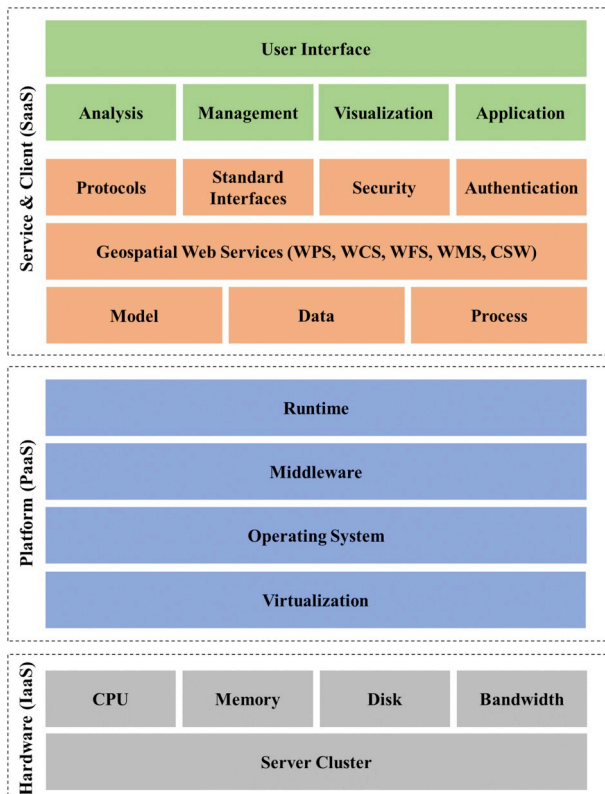 Service & Client (SaaS)
User Interface
Analysis
Management
Visualization
Application
Protocols
Standard
Interfaces
Security
Authentication
Geospatial Web Services (WPS, WCS, WFS, WMS, CSW)
Model
Data
Process
Platform (PaaS)
Runtime
Middleware
Operating System
Virtualization
Hardware (IaaS)
CPU
Memory
Disk
Bandwidth
Server Cluster